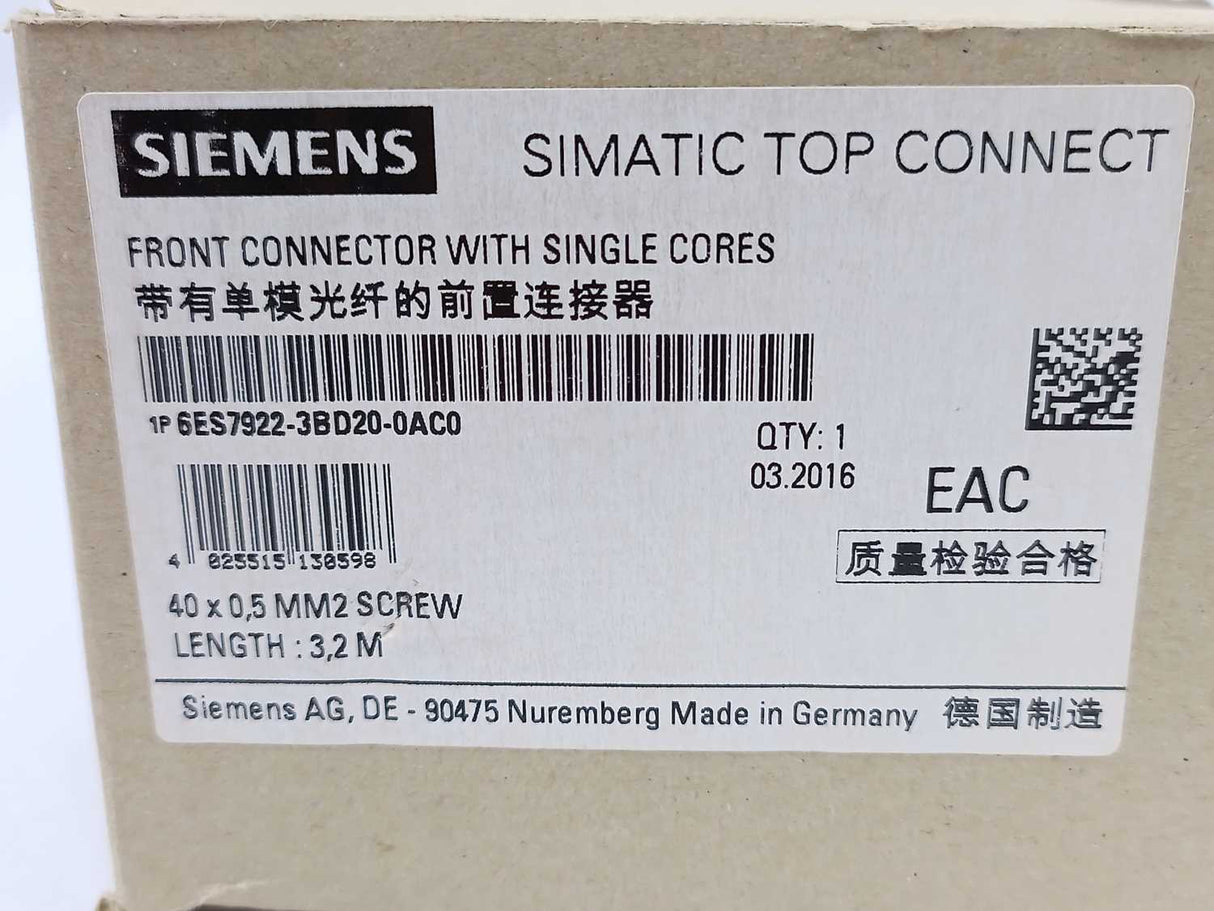 SIEMENS
SIMATIC TOP CONNECT
FRONT CONNECTOR WITH SINGLE CORES
带有单模光纤的前置连接器
1P 6ES7922-3BD20-0AC0
QTY: 1
03.2016
EAC
4 025515 130598
质量检验合格
40 x 0,5 MM2 SCREW
LENGTH : 3,2 M
Siemens AG, DE - 90475 Nuremberg Made in Germany 德国制造